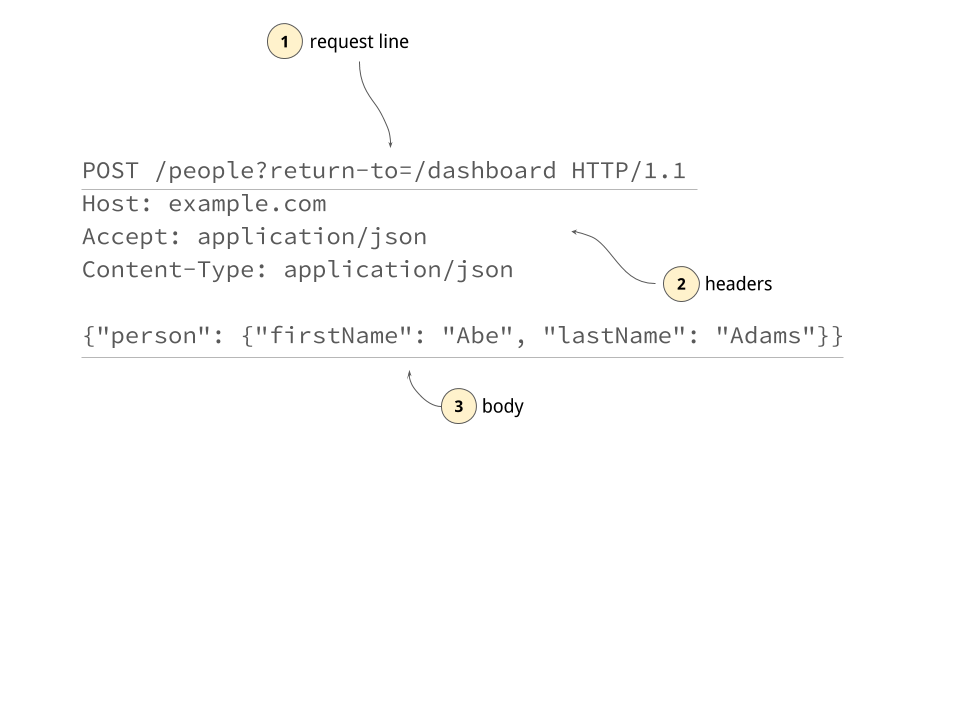 1 request line
POST /people?return-to=/dashboard HTTP/1.1
Host: example.com
Accept: application/json
Content-Type: application/json
2 headers
{"person": {"firstName": "Abe", "lastName": "Adams"}}
3 body